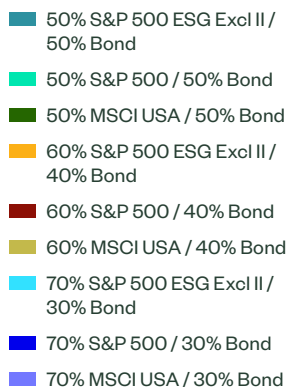 50% S&P 500 ESG Excl II /
50% Bond
50% S&P 500 / 50% Bond
50% MSCI USA / 50% Bond
60% S&P 500 ESG Excl II /
40% Bond
60% S&P 500 / 40% Bond
60% MSCI USA / 40% Bond
70% S&P 500 ESG Excl II /
30% Bond
70% S&P 500 / 30% Bond
70% MSCI USA / 30% Bond